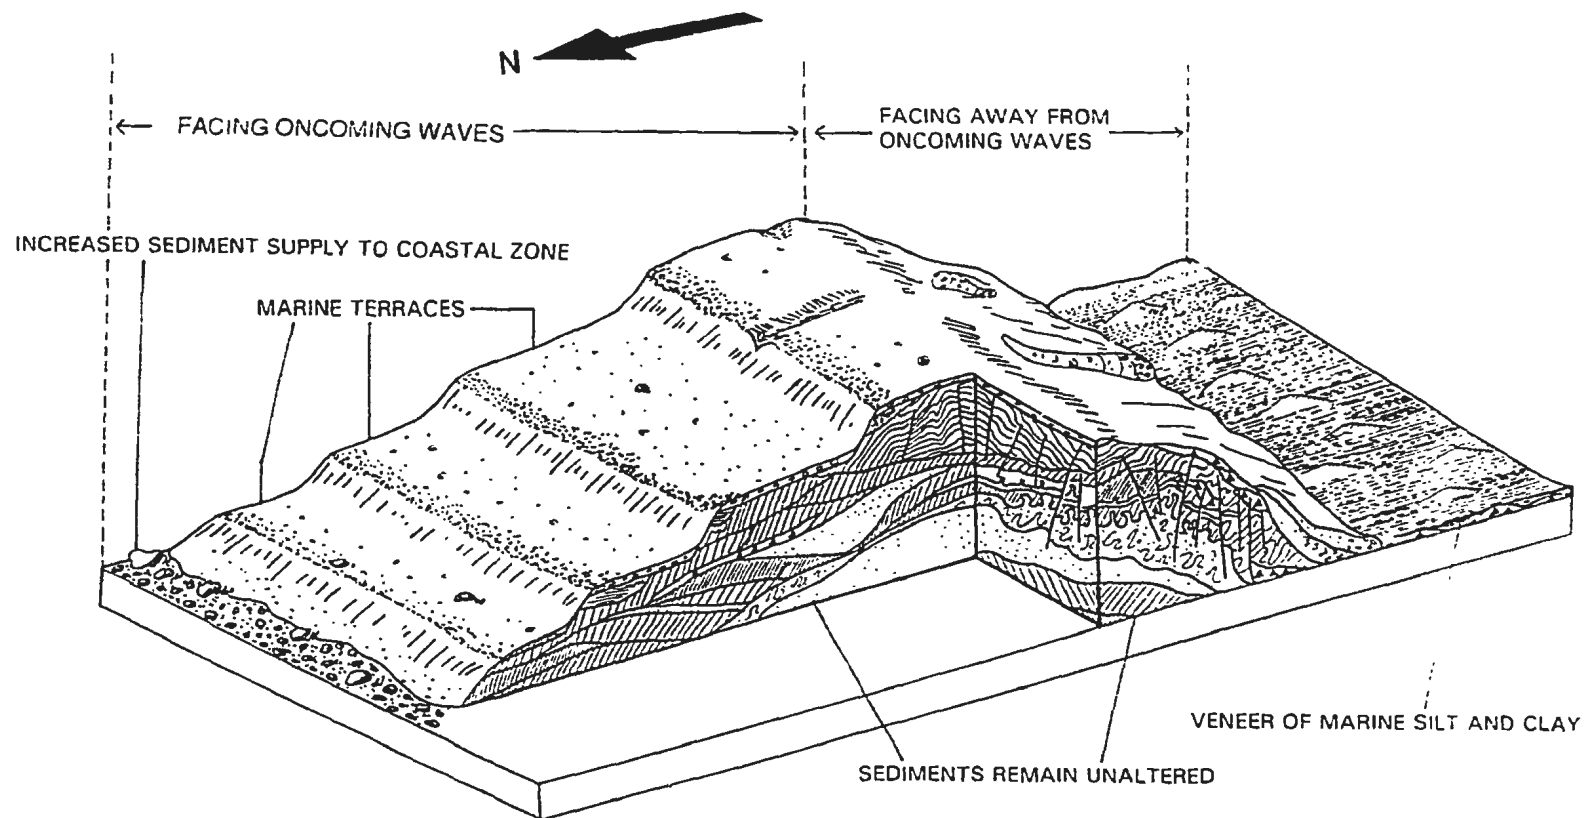 N
FACING ONCOMING WAVES
FACING AWAY FROM
ONCOMING WAVES
INCREASED SEDIMENT SUPPLY TO COASTAL ZONE
MARINE TERRACES
VENEER OF MARINE SILT AND CLAY
SEDIMENTS REMAIN UNALTERED